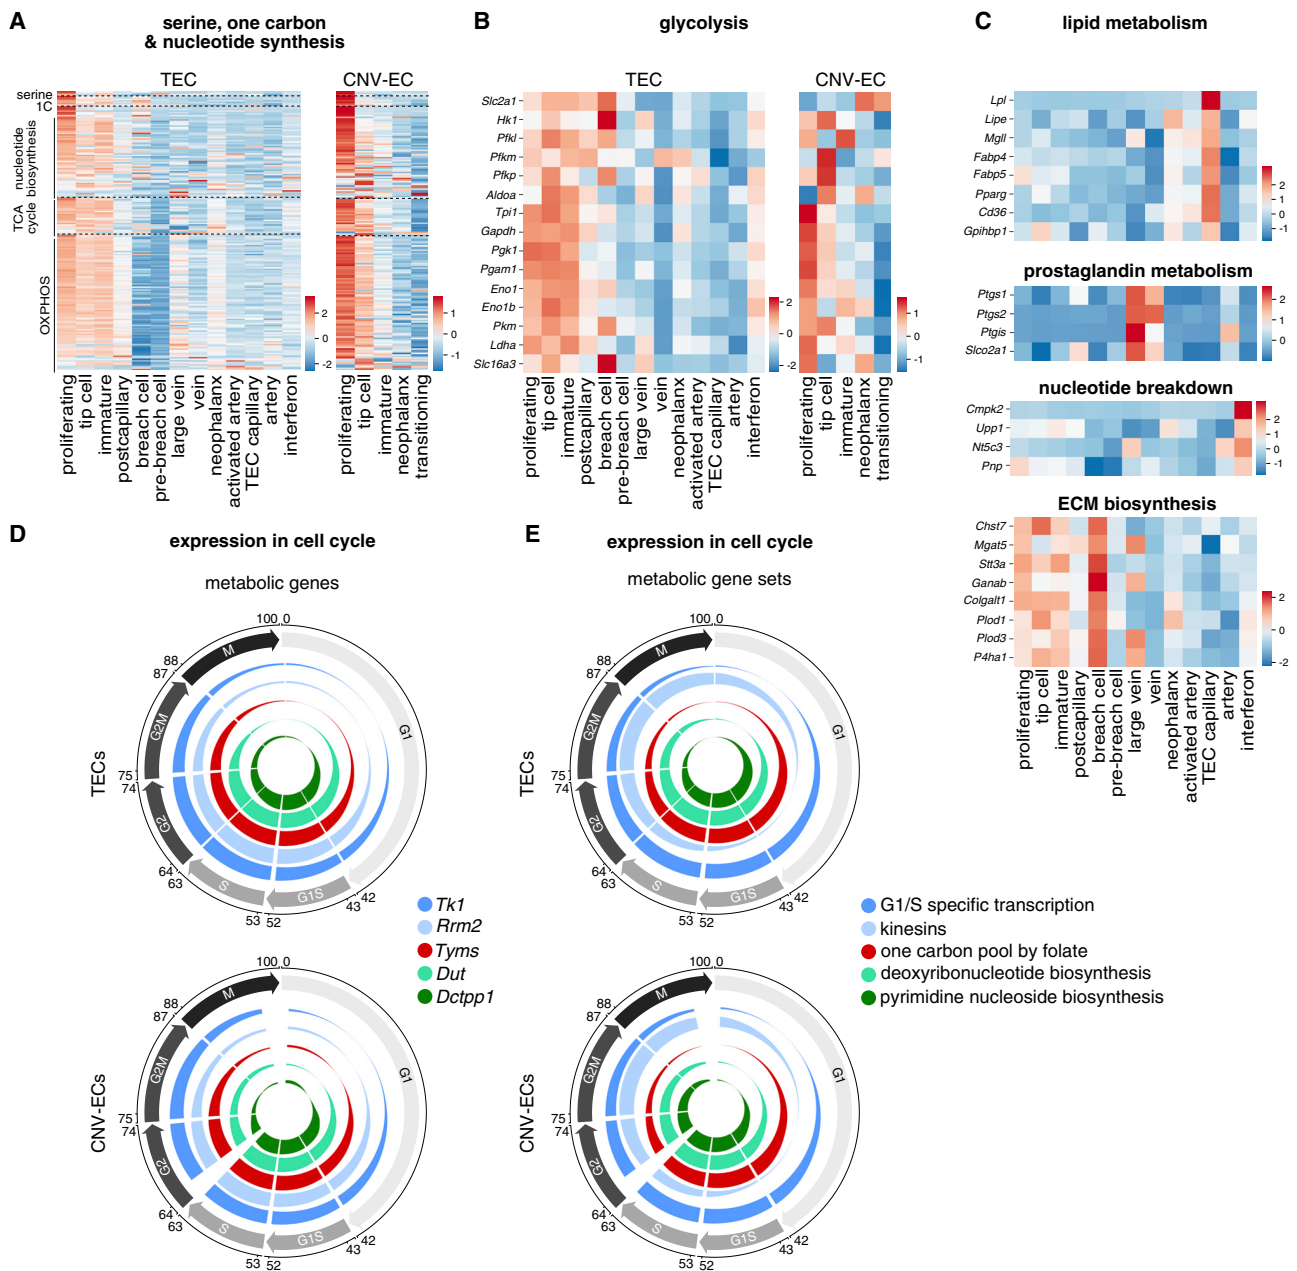 A
serine, one carbon
& nucleotide synthesis
TEC
CNV-EC
serine
1C
nucleotide
biosynthesis
TCA
cycle
OXPHOS
2
1
0
-1
-2
1
0
-1
proliferating
tip cell
immature
postcapillary
breach cell
pre-breach cell
large vein
vein
neophalanx
activated artery
TEC capillary
artery
interferon
proliferating
tip cell
immature
neophalanx
transitioning
B
glycolysis
TEC
CNV-EC
Slc2a1
Hk1
Pfkl
Pfkm
Pfkp
Aldoa
Tpi1
Gapdh
Pgk1
Pgam1
Eno1
Eno1b
Pkm
Ldha
Slc16a3
2
1
0
-1
-2
1
0
-1
proliferating
tip cell
immature
postcapillary
breach cell
pre-breach cell
large vein
vein
neophalanx
activated artery
TEC capillary
artery
interferon
proliferating
tip cell
immature
neophalanx
transitioning
C
lipid metabolism
Lpl
Lipe
Mgll
Fabp4
Fabp5
Pparg
Cd36
Gpihbp1
2
1
0
-1
prostaglandin metabolism
Ptgs1
Ptgs2
Ptgis
Slco2a1
2
1
0
nucleotide breakdown
Cmpk2
Upp1
Nt5c3
Pnp
2
1
0
-1
ECM biosynthesis
Chst7
Mgat5
Stt3a
Ganab
Colgalt1
Plod1
Plod3
P4ha1
2
1
0
-1
-2
proliferating
tip cell
immature
postcapillary
breach cell
pre-breach cell
large vein
vein
neophalanx
activated artery
TEC capillary
artery
interferon
D
expression in cell cycle
metabolic genes
TECs
100 0
88
87
75
74
64
63
53 52
43
42
M
G1
G2M
G2
S
G1S
CNV-ECs
100 0
88
87
75
74
64
63
53 52
43
42
M
G1
G2M
G2
S
G1S
Tk1
Rrm2
Tyms
Dut
Dctpp1
E
expression in cell cycle
metabolic gene sets
TECs
100 0
88
87
75
74
64
63
53 52
43
42
M
G1
G2M
G2
S
G1S
CNV-ECs
100 0
88
87
75
74
64
63
53 52
43
42
M
G1
G2M
G2
S
G1S
G1/S specific transcription
kinesins
one carbon pool by folate
deoxyribonucleotide biosynthesis
pyrimidine nucleoside biosynthesis